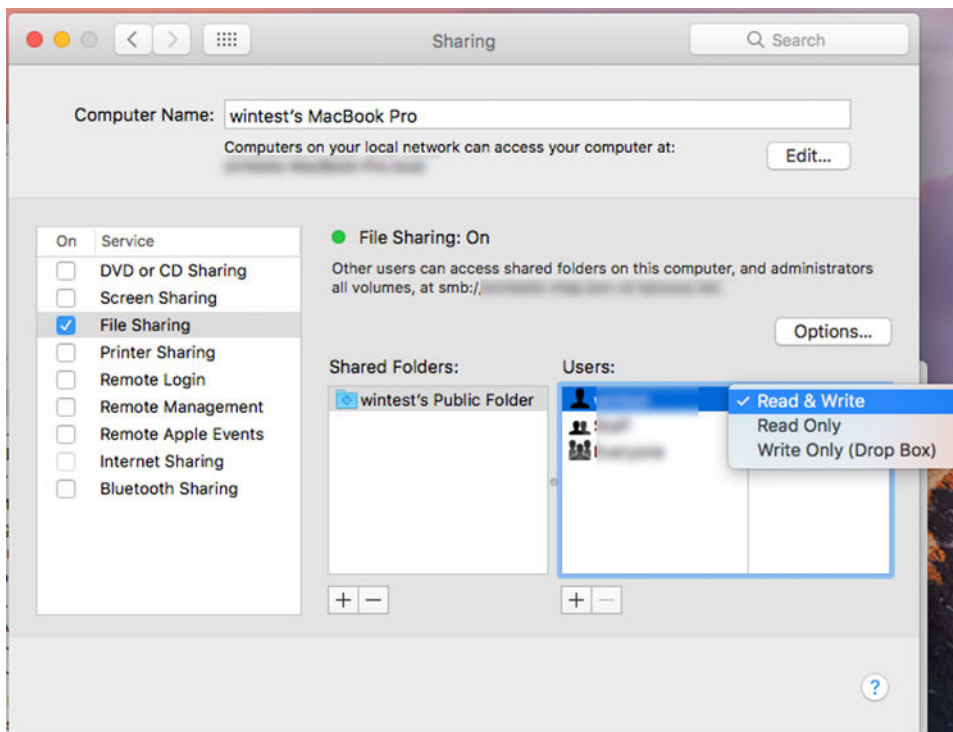 Sharing
Search
Computer Name: wintest's MacBook Pro
Computers on your local network can access your computer at:
Edit...
On Service
DVD or CD Sharing
Screen Sharing
File Sharing
Printer Sharing
Remote Login
Remote Management
Remote Apple Events
Internet Sharing
Bluetooth Sharing
File Sharing: On
Other users can access shared folders on this computer, and administrators
all volumes, at smb:/
Options...
Shared Folders:
wintest's Public Folder
Users:
Read & Write
Read Only
Write Only (Drop Box)
?